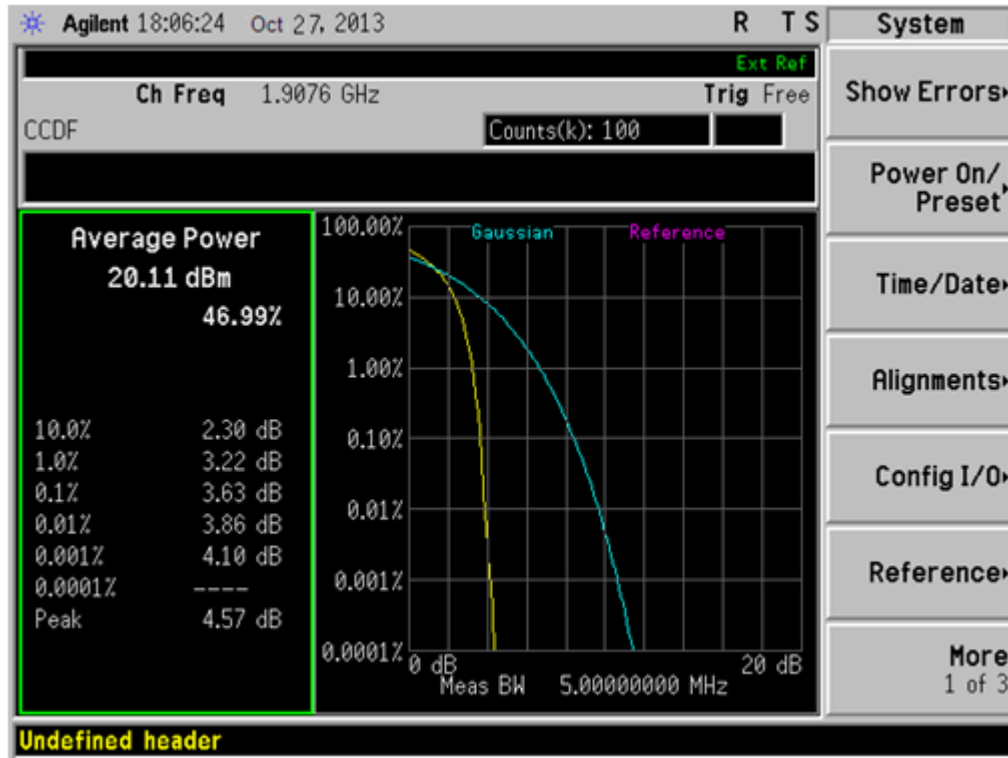 Agilent 18:06:24 Oct 27, 2013 R T S
Ext Ref
Ch Freq 1.9076 GHz Trig Free
CCDF Counts(k): 100
Average Power
20.11 dBm
46.99%
10.0% 2.30 dB
1.0% 3.22 dB
0.1% 3.63 dB
0.01% 3.86 dB
0.001% 4.10 dB
0.0001% ----
Peak 4.57 dB
Gaussian Reference
100.00%
10.00%
1.00%
0.10%
0.01%
0.001%
0.0001%
0 dB 20 dB
Meas BW 5.00000000 MHz
System
Show Errors
Power On/
Preset
Time/Date
Alignments
Config I/O
Reference
More
1 of 3
Undefined header